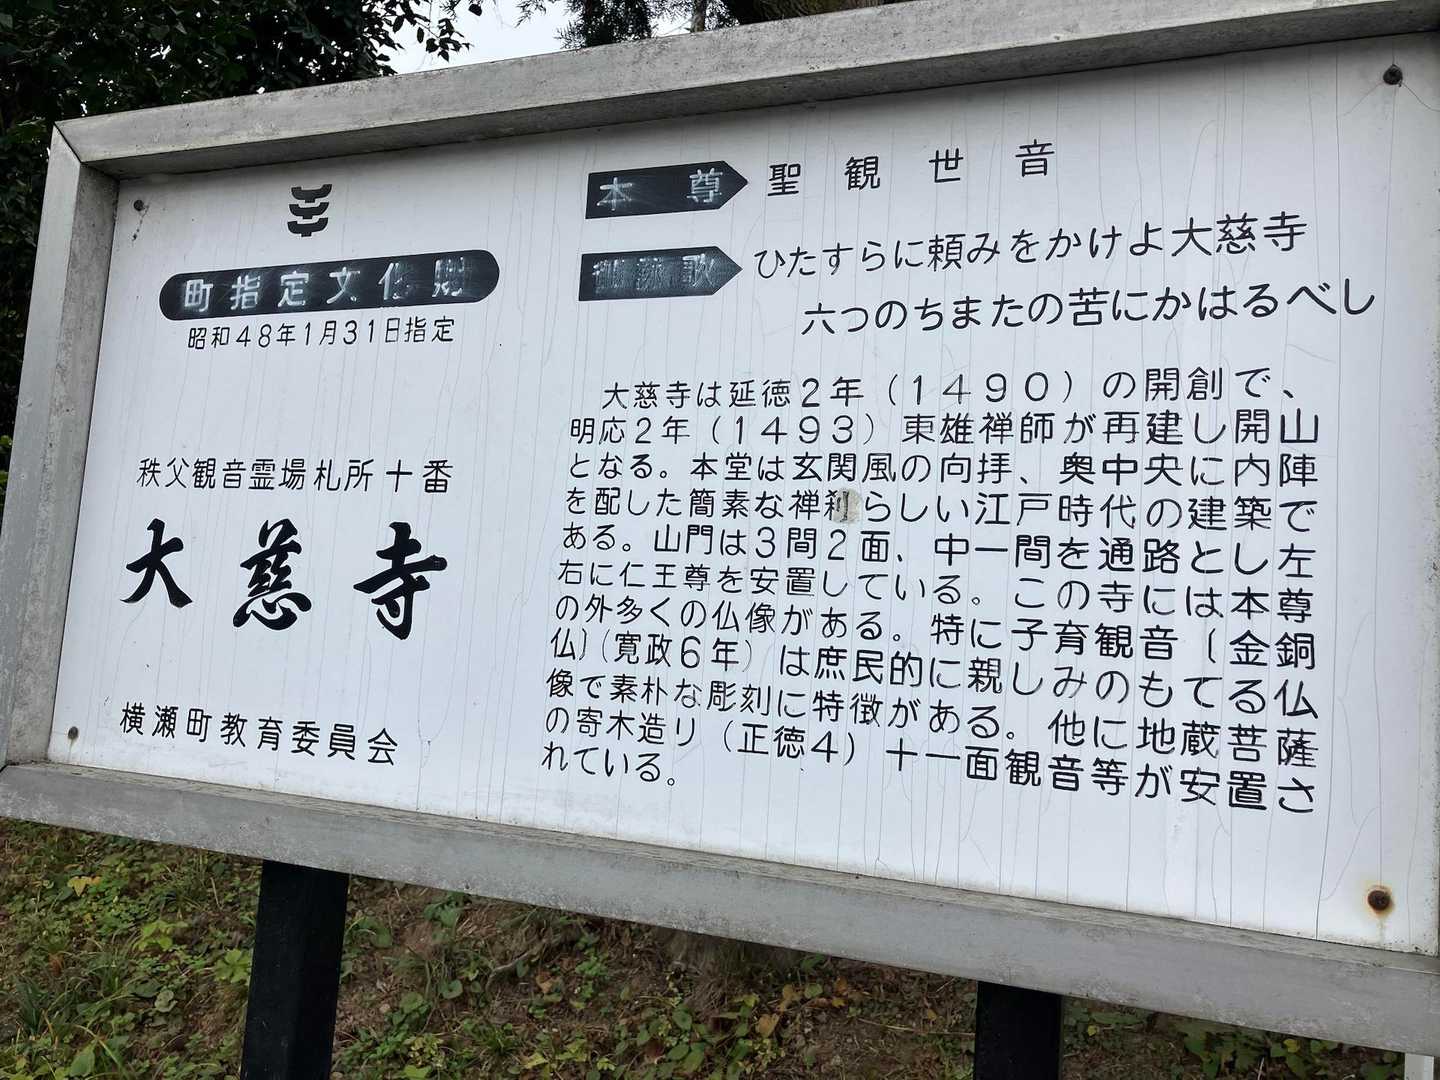 町指定文化財
昭和48年1月31日指定
秩父観音霊場札所十番
大慈寺
横瀬町教育委員会
本尊 聖観世音
御詠歌 ひたすらに頼みをかけよ大慈寺
六つのちまたの苦にかはるべし
大慈寺は延徳2年(1490)の開創で、
明応2年(1493)東雄禅師が再建し開山
となる。本堂は玄関風の向拝、奥中央に内陣
を配した簡素な禅刹らしい江戸時代の建築で
ある。山門は3間2面、中一間を通路とし左
右に仁王尊を安置している。この寺には本尊
の外多くの仏像がある。特に子育観音(金銅
仏)(寛政6年)は庶民的に親しみのもてる仏
像で素朴な彫刻に特徴がある。他に地蔵菩薩
の寄木造り(正徳4)十一面観音等が安置さ
れている。